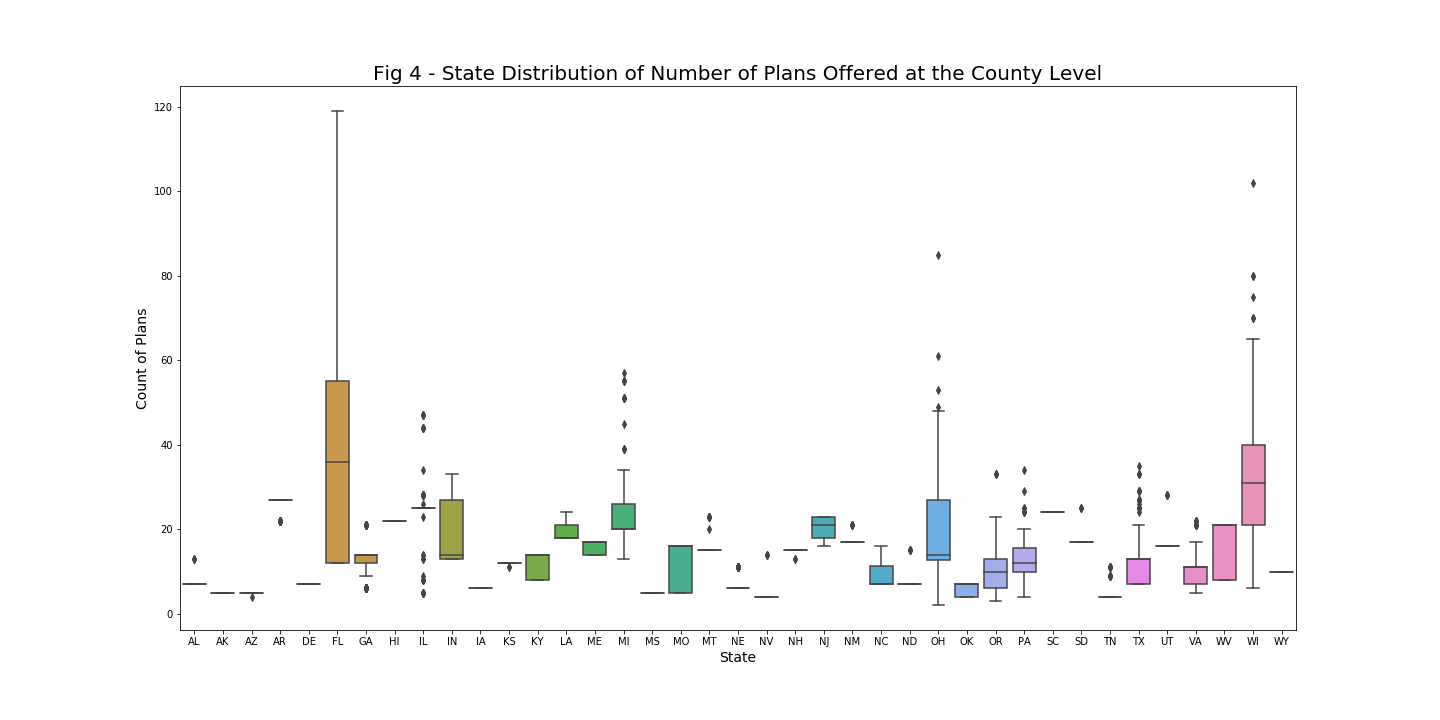 Fig 4 - State Distribution of Number of Plans Offered at the County Level
120
100
80
60
40
20
0
Count of Plans
AL AK AZ AR DE FL GA HI IL IN IA KS KY LA ME MI MS MO MT NE NV NH NJ NM NC ND OH OK OR PA SC SD TN TX UT VA WV WI WY
State